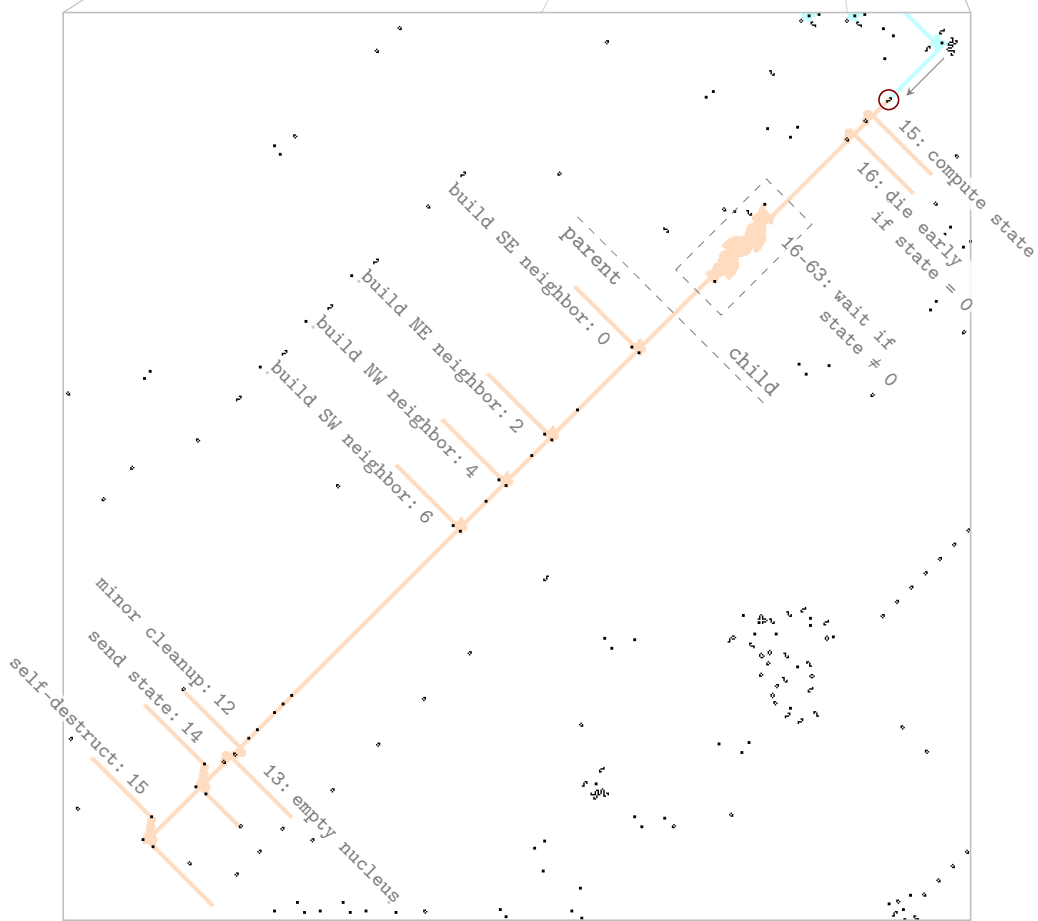 15: compute state
16: die early
if state = 0
16-63: wait if
state ≠ 0
parent
child
build SE neighbor: 0
build NE neighbor: 2
build NW neighbor: 4
build SW neighbor: 6
minor cleanup: 12
13: empty nucleus
send state: 14
self-destruct: 15